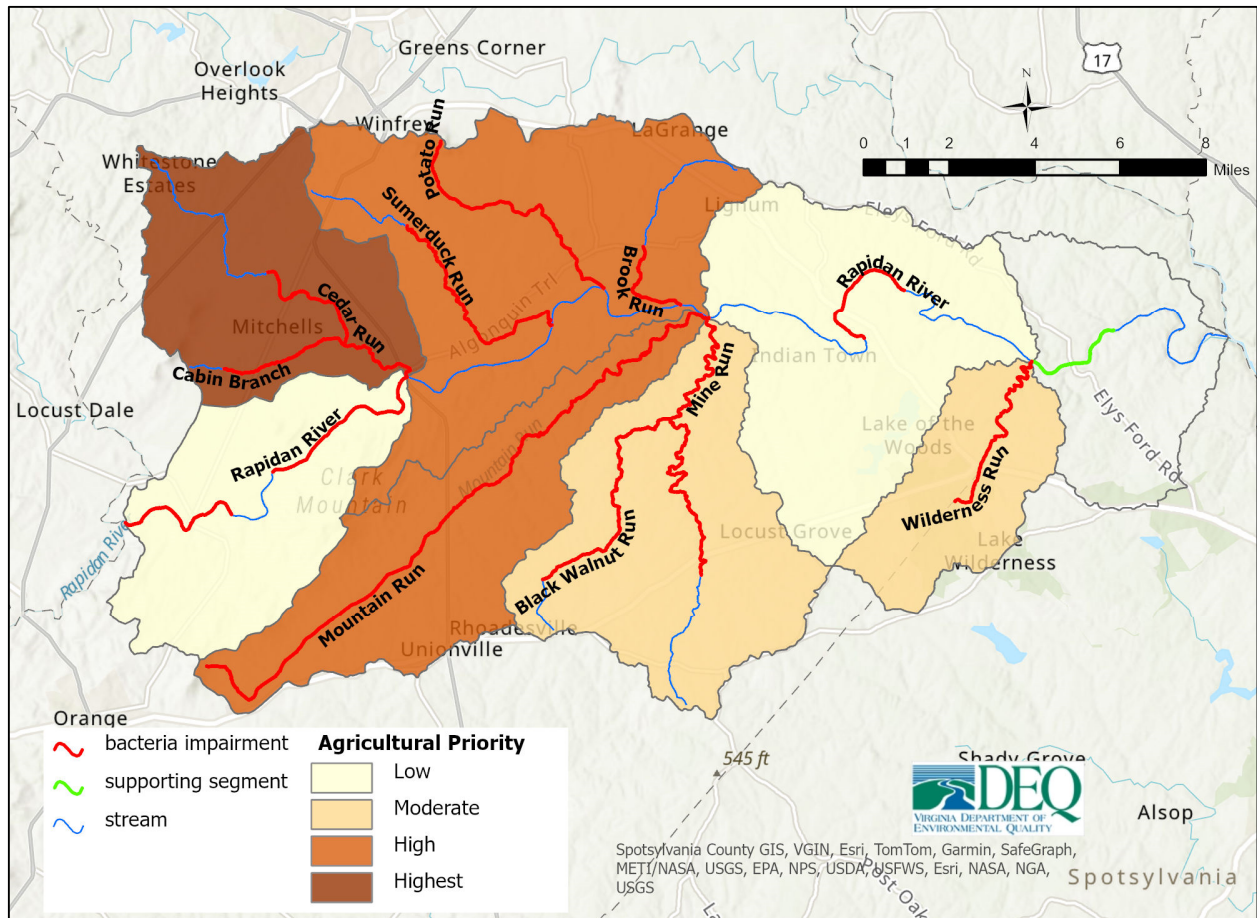 Greens Corner
17
Overlook
Heights
N
Winfrey
LaGrange
0 1 2 4 6 8
Miles
Whitestone
Estates
Potato Run
Sumerduck Run
Lignum
Elys Ford Rd
Brook Run
Rapidan River
Cedar Run
Mitchells
Algonquin Trl
Indian Town
Cabin Branch
Mine Run
Elys Ford Rd
Locust Dale
Rapidan River
Lake of the
Woods
Mountain Run
Clark
Mountain
Wilderness Run
Rapidan River
Black Walnut Run
Locust Grove
Lake
Wilderness
Mountain Run
Rhoadesville
Unionville
Orange
bacteria impairment
supporting segment
stream
Agricultural Priority
Low
Moderate
High
Highest
545 ft
Shady Grove
DEQ
VIRGINIA DEPARTMENT OF
ENVIRONMENTAL QUALITY
Alsop
Spotsylvania County GIS, VGIN, Esri, TomTom, Garmin, SafeGraph,
METI/NASA, USGS, EPA, NPS, USDA, USFWS, Esri, NASA, NGA,
USGS
Post Oak
Spotsylvania